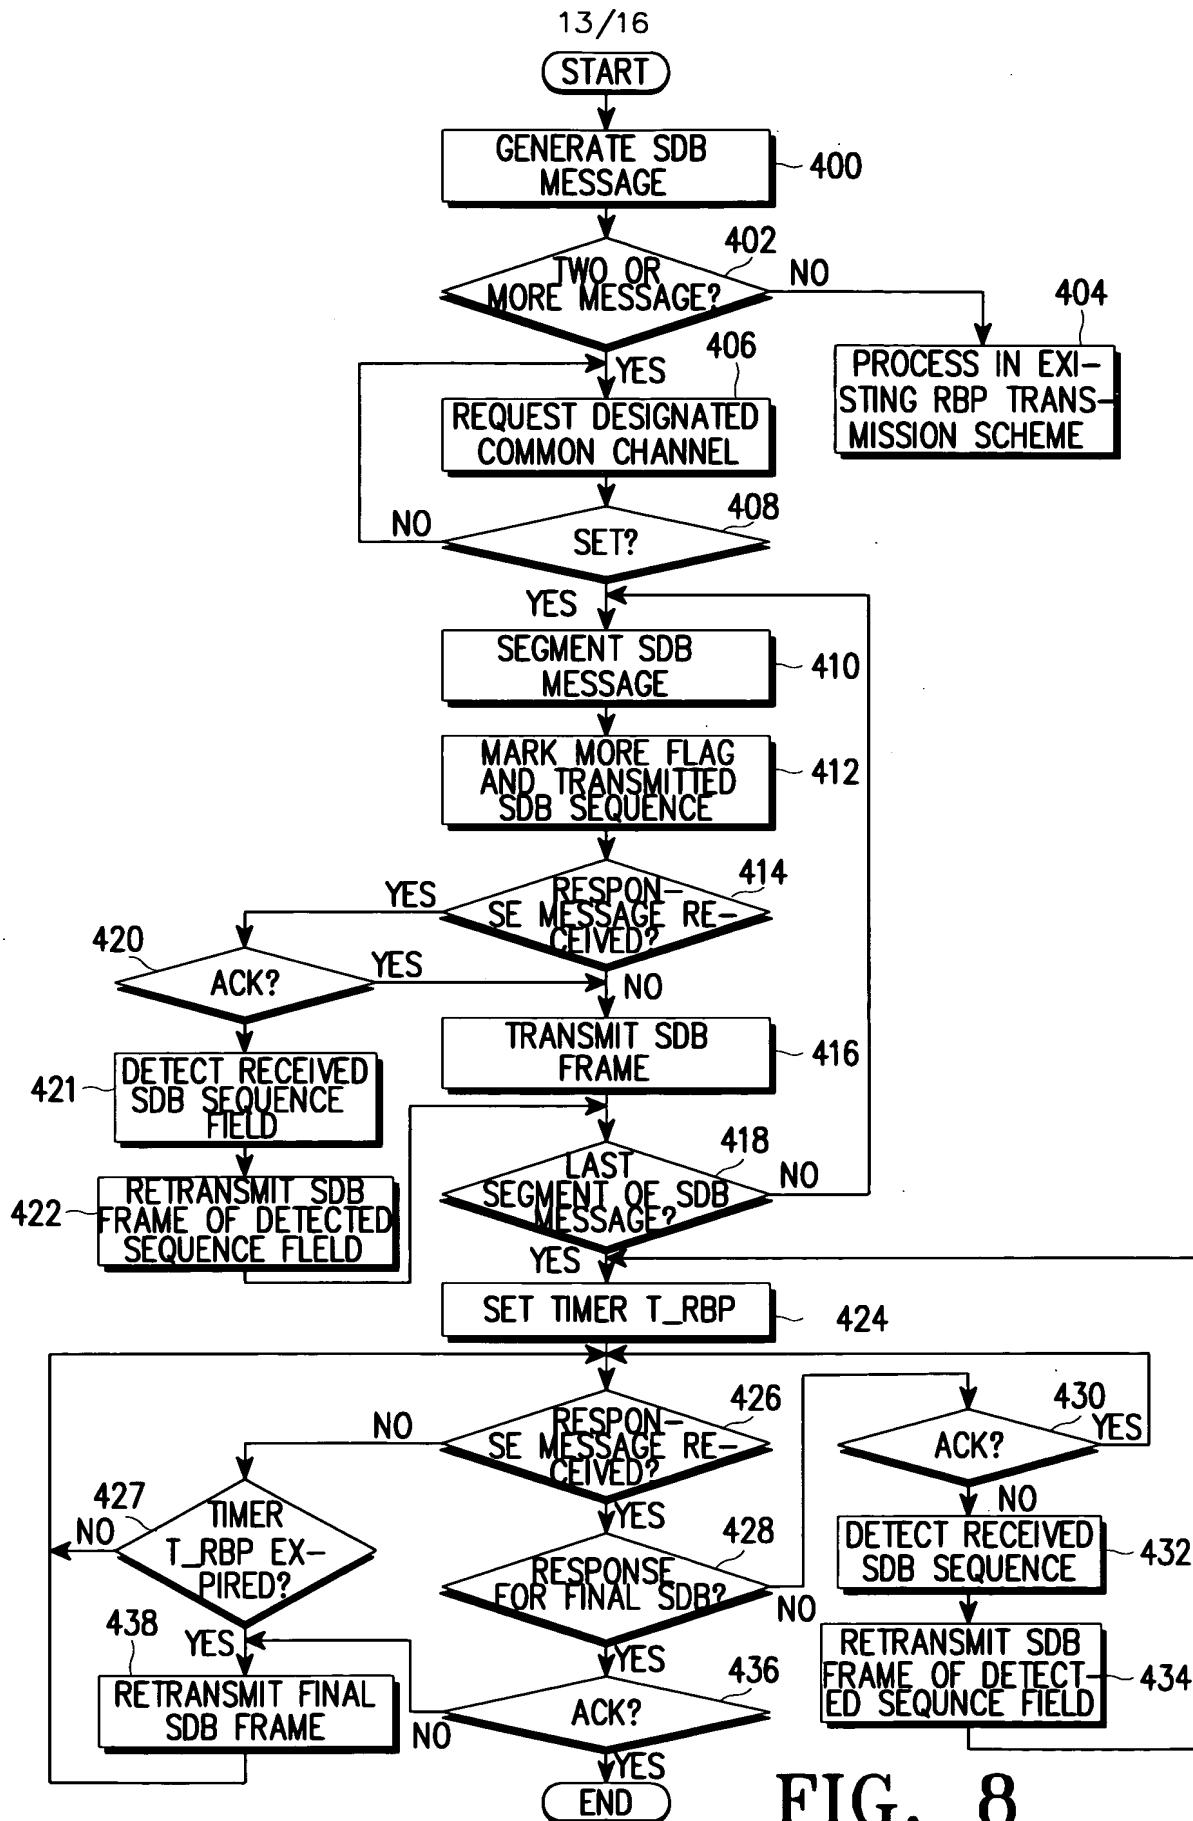 13/16
START
GENERATE SDB
MESSAGE
400
402
TWO OR
MORE MESSAGE?
NO
404
PROCESS IN EXI-
STING RBP TRANS-
MISSION SCHEME
YES
406
REQUEST DESIGNATED
COMMON CHANNEL
408
NO
SET?
YES
SEGMENT SDB
MESSAGE
410
MARK MORE FLAG
AND TRANSMITTED
SDB SEQUENCE
412
414
YES
RESPON-
SE MESSAGE RE-
CEIVED?
420
ACK?
YES
NO
TRANSMIT SDB
FRAME
416
421
DETECT RECEIVED
SDB SEQUENCE
FIELD
418
LAST
SEGMENT OF SDB
MESSAGE?
NO
422
RETRANSMIT SDB
FRAME OF DETECTED
SEQUENCE FLELD
YES
SET TIMER T_RBP
424
426
NO
RESPON-
SE MESSAGE RE-
CEIVED?
430
ACK?
YES
427
NO
TIMER
T_RBP EX-
PIRED?
YES
428
RESPONSE
FOR FINAL SDB?
NO
NO
DETECT RECEIVED
SDB SEQUENCE
432
438
YES
RETRANSMIT FINAL
SDB FRAME
YES
436
NO
ACK?
RETRANSMIT SDB
FRAME OF DETECT-
ED SEQUNCE FIELD
434
YES
END
FIG. 8